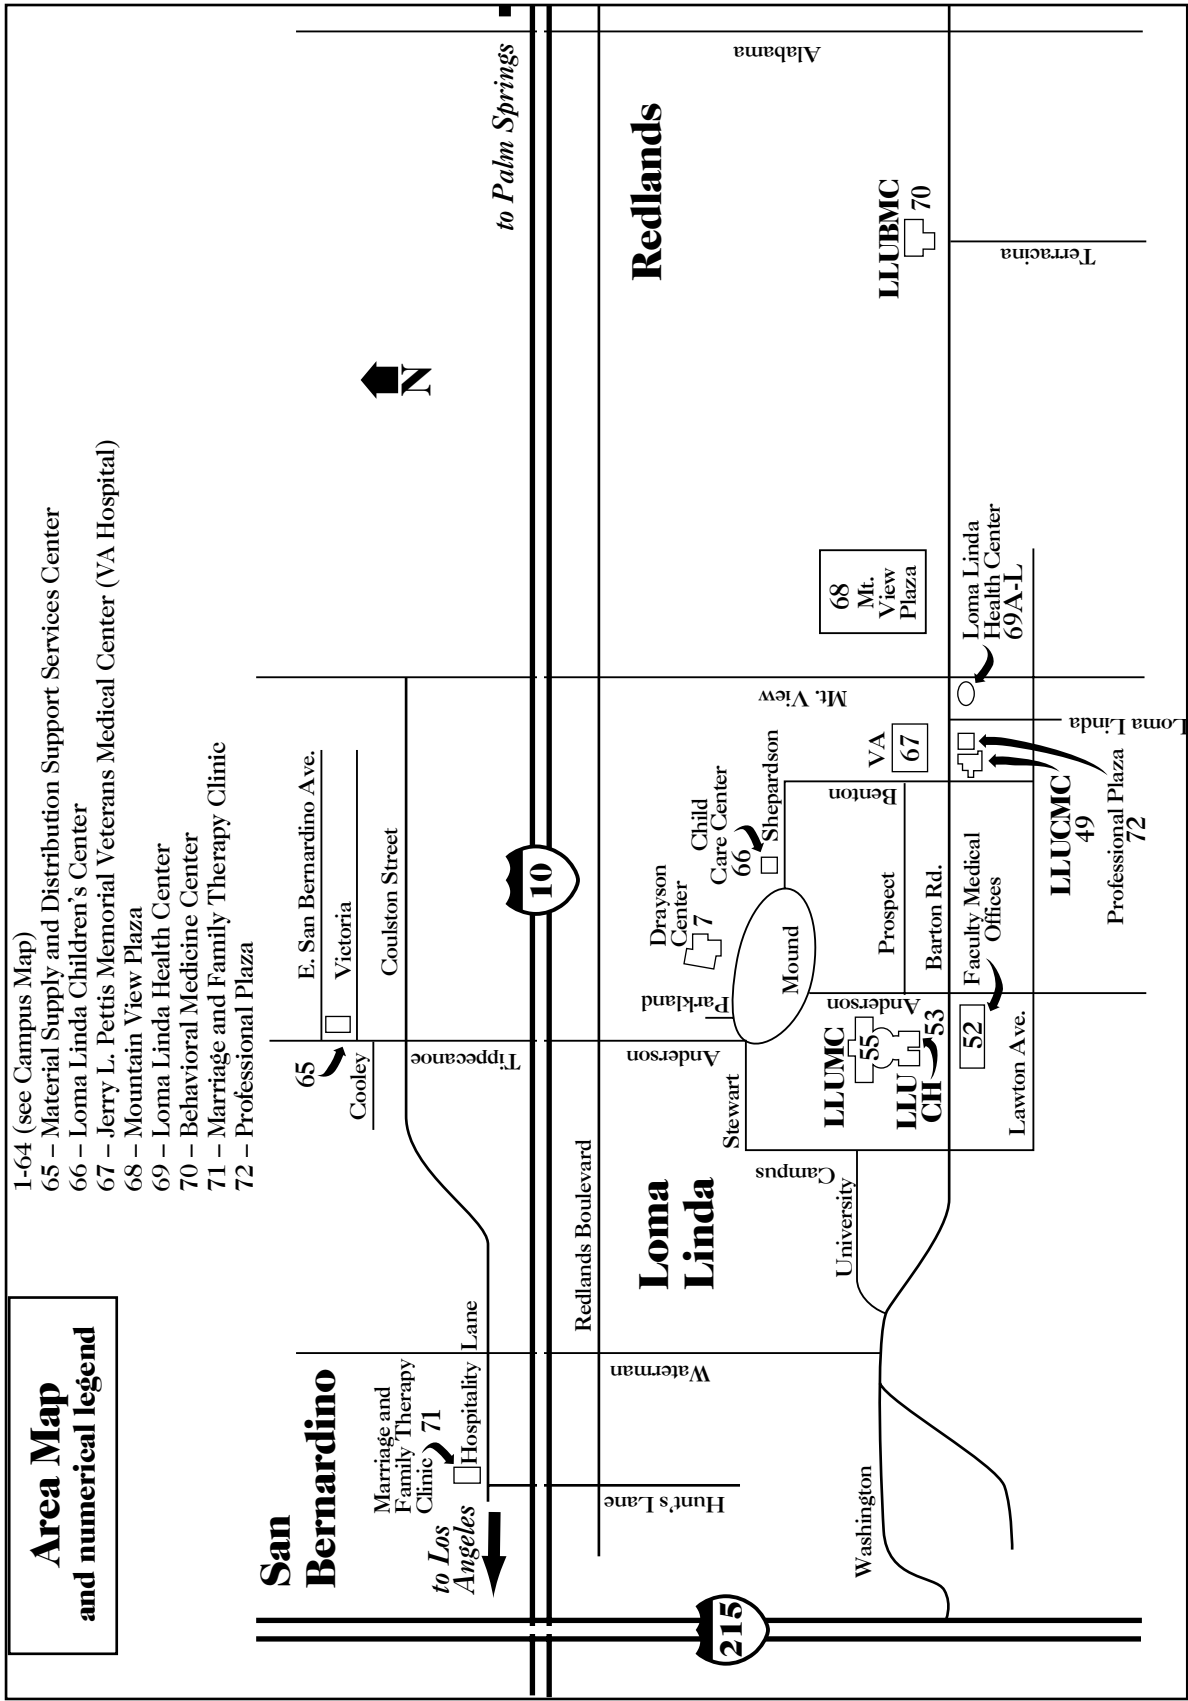 Area Map
and numerical legend
1-64 (see Campus Map)
65 – Material Supply and Distribution Support Services Center
66 – Loma Linda Children's Center
67 – Jerry L. Pettis Memorial Veterans Medical Center (VA Hospital)
68 – Mountain View Plaza
69 – Loma Linda Health Center
70 – Behavioral Medicine Center
71 – Marriage and Family Therapy Clinic
72 – Professional Plaza
San
Bernardino
E. San Bernardino Ave.
65
Victoria
Cooley
Coulston Street
Tippecanoe
N
Marriage and
Family Therapy
Clinic
71
Hospitality Lane
to Los
Angeles
to Palm Springs
10
Redlands Boulevard
Hunt's Lane
Waterman
Anderson
Alabama
Loma
Linda
Redlands
215
Parkland
Drayson
Center
7
Child
Care Center
66
Shepardson
Stewart
Mound
Mt. View
Campus
University
Washington
LLUMC
55
LLU
CH
53
Anderson
Prospect
Benton
VA
67
68
Mt.
View
Plaza
LLUBMC
70
Barton Rd.
Terracina
52
Faculty Medical
Offices
Lawton Ave.
Loma Linda
Health Center
69A-L
Loma Linda
LLUCMC
49
Professional Plaza
72